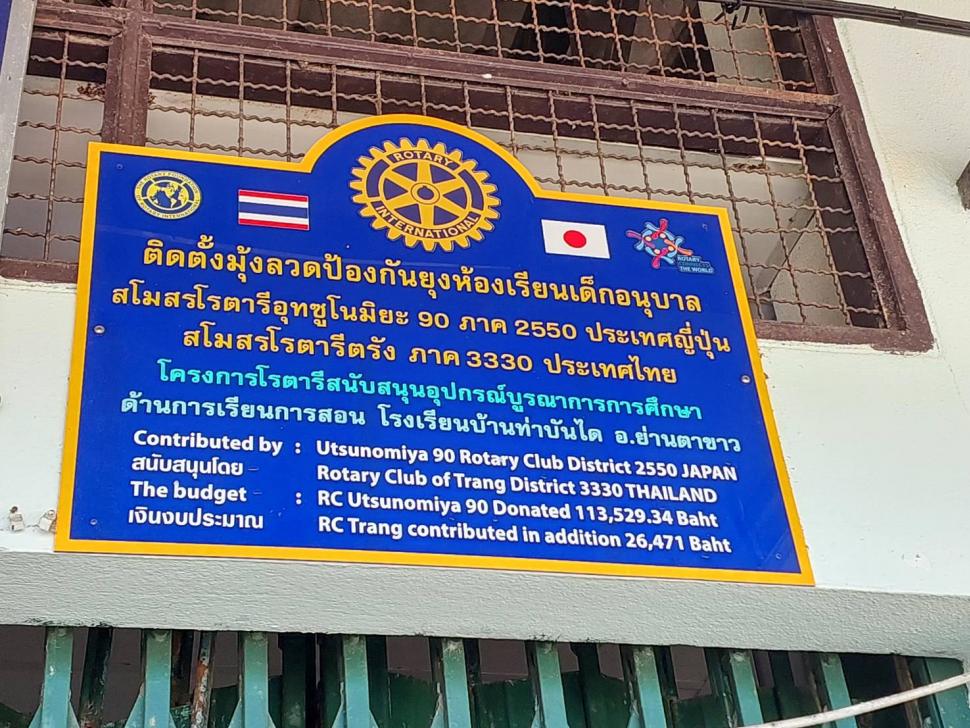 THE ROTARY FOUNDATION
ROTARY INTERNATIONAL
ROTARY
INTERNATIONAL
ROTARY
CONNECTS
THE WORLD
ติดตั้งมุ้งลวดป้องกันยุงห้องเรียนเด็กอนุบาล
สโมสรโรตารีอุทซูโนมิยะ 90 ภาค 2550 ประเทศญี่ปุ่น
สโมสรโรตารีตรัง ภาค 3330 ประเทศไทย
โครงการโรตารีสนับสนุนอุปกรณ์บูรณาการการศึกษา
ด้านการเรียนการสอน โรงเรียนบ้านท่าบันได อ.ย่านตาขาว
Contributed by : Utsunomiya 90 Rotary Club District 2550 JAPAN
สนับสนุนโดย Rotary Club of Trang District 3330 THAILAND
The budget : RC Utsunomiya 90 Donated 113,529.34 Baht
เงินงบประมาณ RC Trang contributed in addition 26,471 Baht